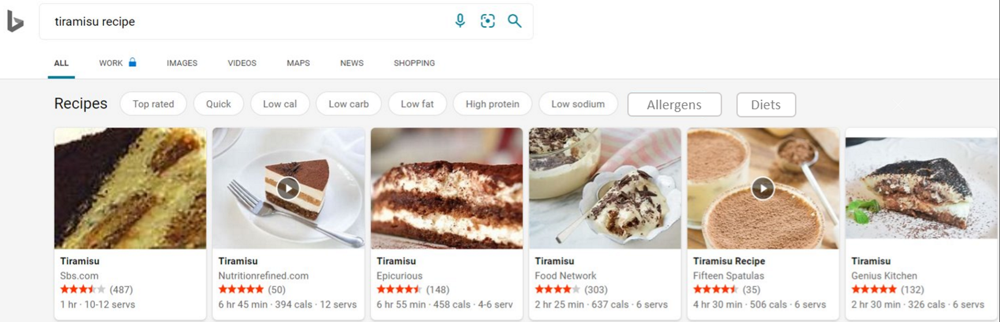 tiramisu recipe
ALL WORK IMAGES VIDEOS MAPS NEWS SHOPPING
Recipes Top rated Quick Low cal Low carb Low fat High protein Low sodium Allergens Diets
Tiramisu
Sbs.com
(487)
1 hr · 10-12 servs
Tiramisu
Nutritionrefined.com
(50)
6 hr 45 min · 394 cals · 12 servs
Tiramisu
Epicurious
(148)
6 hr 55 min · 458 cals · 4-6 serv
Tiramisu
Food Network
(303)
2 hr 25 min · 637 cals · 6 servs
Tiramisu Recipe
Fifteen Spatulas
(35)
4 hr 30 min · 506 cals · 6 servs
Tiramisu
Genius Kitchen
(132)
2 hr 30 min · 326 cals · 6 servs